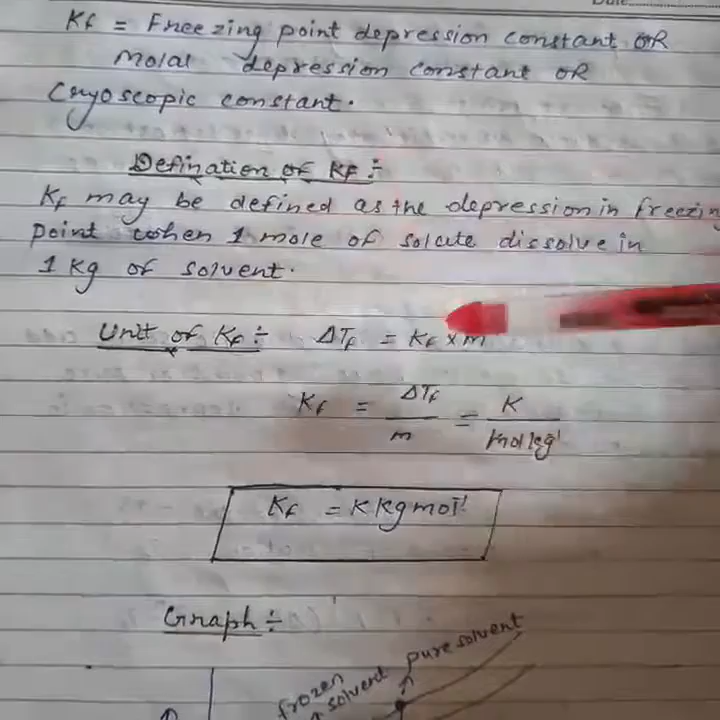 Kf = Freezing point depression constant OR
Molal depression constant OR
Cryoscopic constant.
Defination of Kf ÷
Kf may be defined as the depression in freezing
point when 1 mole of solute dissolve in
1 kg of solvent.
Unit of Kf ÷ ΔTf = Kf × m
Kf = ΔTf / m = K / mol kg⁻¹
Kf = K Kg mol⁻¹
Graph ÷
pure solvent
frozen
solvent